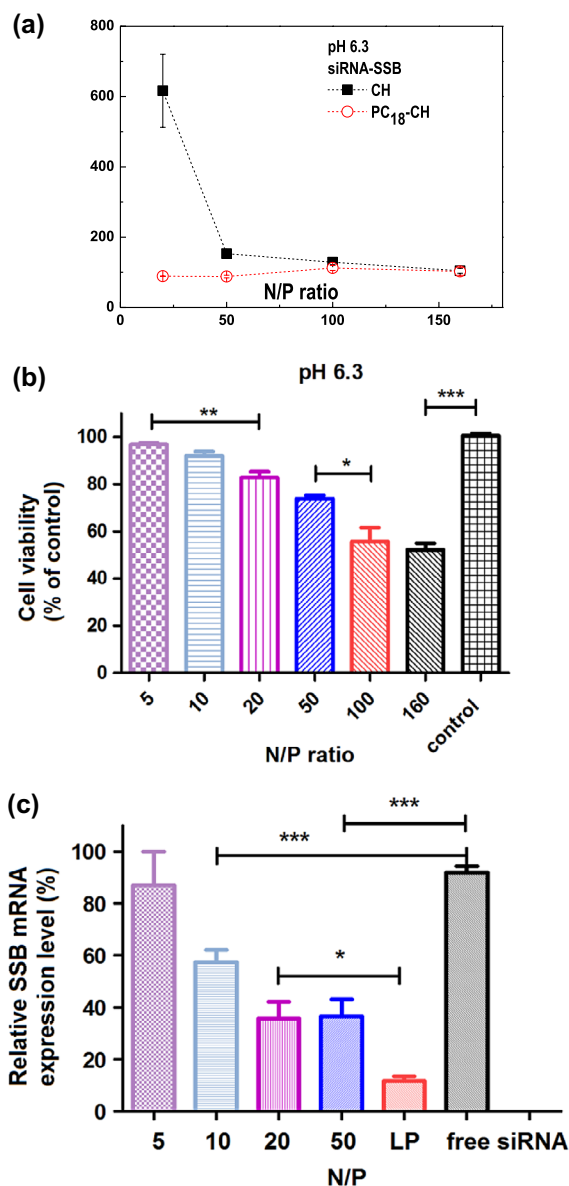 (a)
800
600
400
200
0
0 50 100 150
N/P ratio
pH 6.3
siRNA-SSB
CH
PC18-CH
(b)
pH 6.3
Cell viability
(% of control)
100
80
60
40
20
0
**
*
***
5 10 20 50 100 160 control
N/P ratio
(c)
Relative SSB mRNA
expression level (%)
100
80
60
40
20
0
***
***
*
5 10 20 50 LP free siRNA
N/P